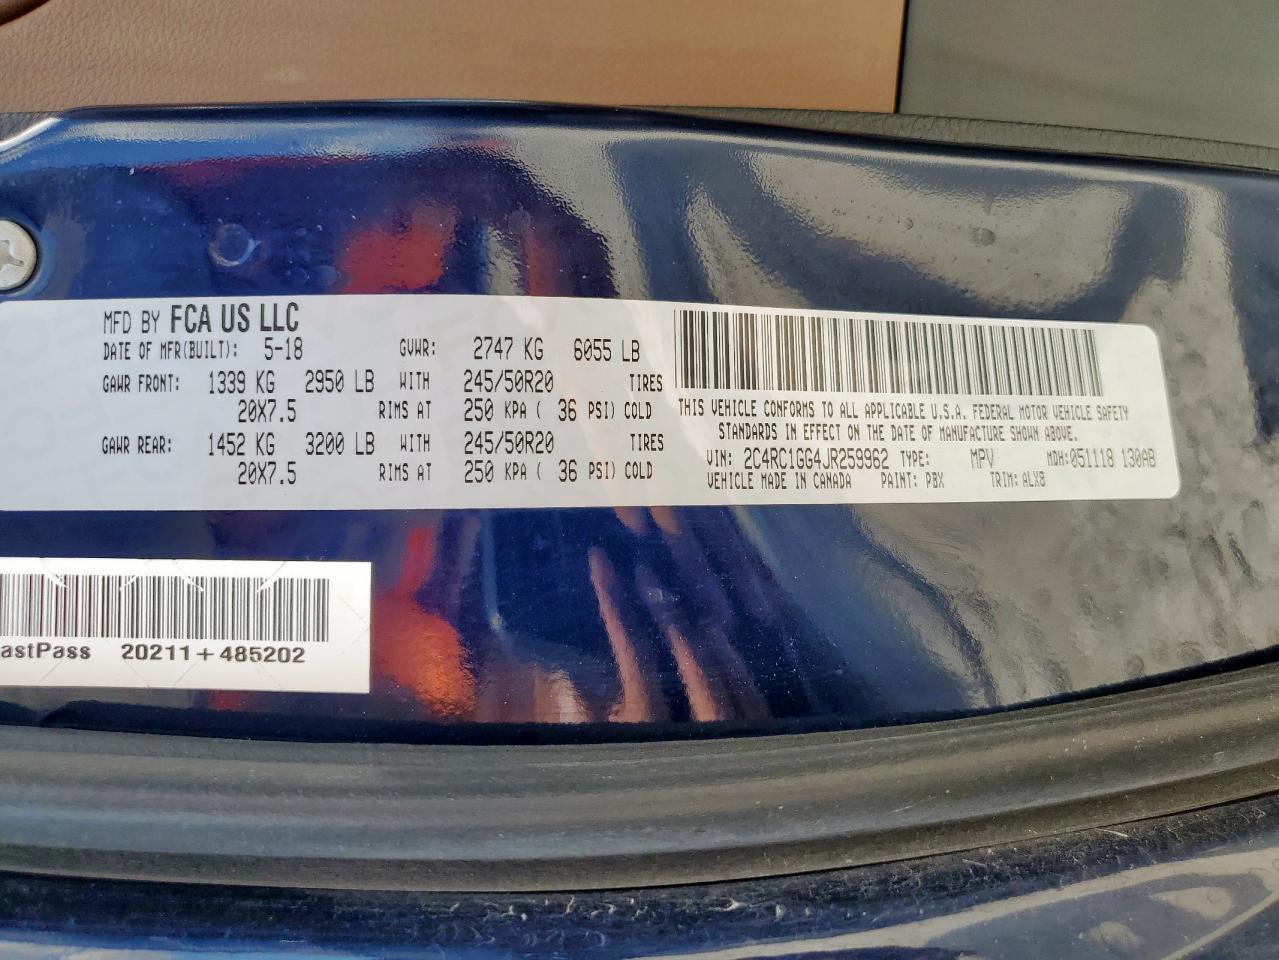 MFD BY FCA US LLC
DATE OF MFR(BUILT): 5-18 GVWR: 2747 KG 6055 LB
GAWR FRONT: 1339 KG 2950 LB WITH 245/50R20 TIRES
20X7.5 RIMS AT 250 KPA ( 36 PSI) COLD
GAWR REAR: 1452 KG 3200 LB WITH 245/50R20 TIRES
20X7.5 RIMS AT 250 KPA ( 36 PSI) COLD
THIS VEHICLE CONFORMS TO ALL APPLICABLE U.S.A. FEDERAL MOTOR VEHICLE SAFETY
STANDARDS IN EFFECT ON THE DATE OF MANUFACTURE SHOWN ABOVE.
VIN: 2C4RC1GG4JR259962 TYPE: MPV MDH:051118 130AB
VEHICLE MADE IN CANADA PAINT: PBX TRIM: ALX8
astPass 20211+485202